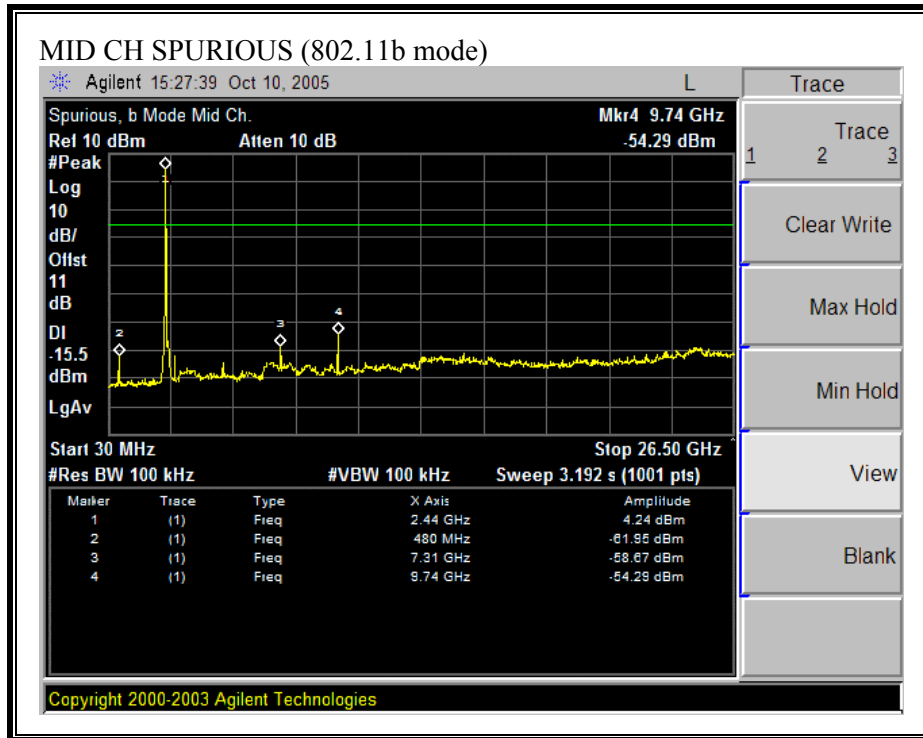 MID CH SPURIOUS (802.11b mode)
Agilent 15:27:39 Oct 10, 2005 L
Trace
Spurious, b Mode Mid Ch. Mkr4 9.74 GHz
Ref 10 dBm Atten 10 dB -54.29 dBm
#Peak
Log
10
dB/
Offst
11
dB
DI
-15.5
dBm
LgAv
1
2
3
4
Start 30 MHz Stop 26.50 GHz
#Res BW 100 kHz #VBW 100 kHz Sweep 3.192 s (1001 pts)
Marker Trace Type X Axis Amplitude
1 (1) Freq 2.44 GHz 4.24 dBm
2 (1) Freq 480 MHz -61.95 dBm
3 (1) Freq 7.31 GHz -58.67 dBm
4 (1) Freq 9.74 GHz -54.29 dBm
Trace
1 2 3
Clear Write
Max Hold
Min Hold
View
Blank
Copyright 2000-2003 Agilent Technologies